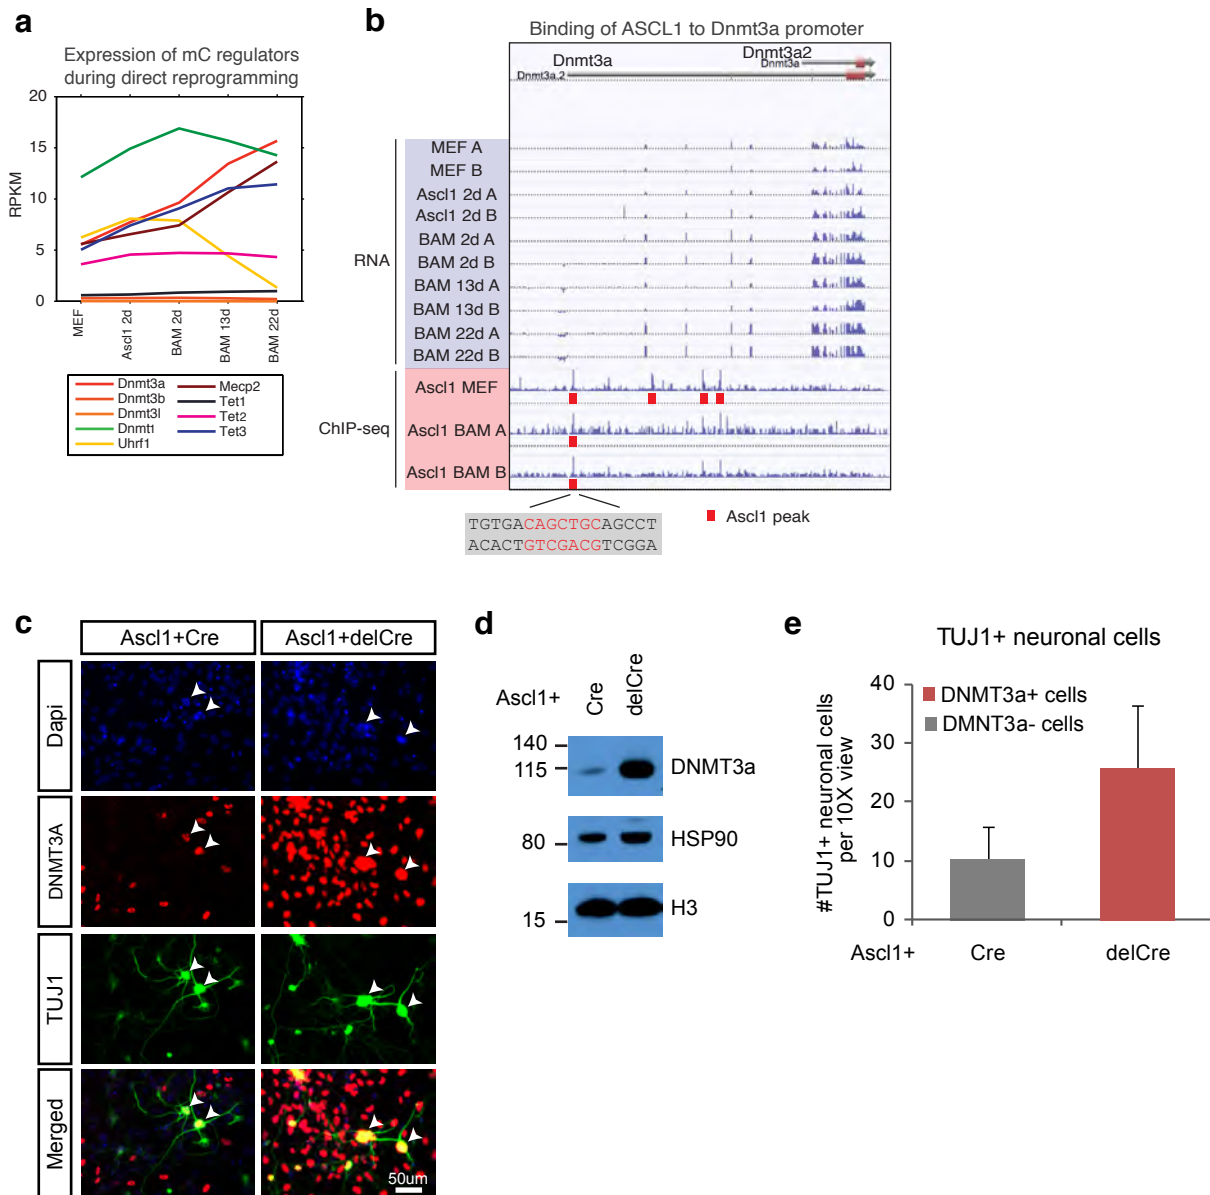 a
Expression of mC regulators
during direct reprogramming
20
15
10
5
0
RPKM
MEF
Ascl1 2d
BAM 2d
BAM 13d
BAM 22d
Dnmt3a
Dnmt3b
Dnmt3l
Dnmt1
Uhrf1
Mecp2
Tet1
Tet2
Tet3
b
Binding of ASCL1 to Dnmt3a promoter
Dnmt3a
Dnmt3a2
Dnmt3a
Dnmt3a.2
RNA
MEF A
MEF B
Ascl1 2d A
Ascl1 2d B
BAM 2d A
BAM 2d B
BAM 13d A
BAM 13d B
BAM 22d A
BAM 22d B
ChIP-seq
Ascl1 MEF
Ascl1 BAM A
Ascl1 BAM B
TGTGACAGCTGCAGCCT
ACACTGTCGACGTCGGA
Ascl1 peak
c
Ascl1+Cre
Ascl1+delCre
Dapi
DNMT3A
TUJ1
Merged
50um
d
Ascl1+
Cre
delCre
140
115
DNMT3a
80
HSP90
15
H3
e
TUJ1+ neuronal cells
#TUJ1+ neuronal cells
per 10X view
40
30
20
10
0
DNMT3a+ cells
DMNT3a- cells
Ascl1+
Cre
delCre